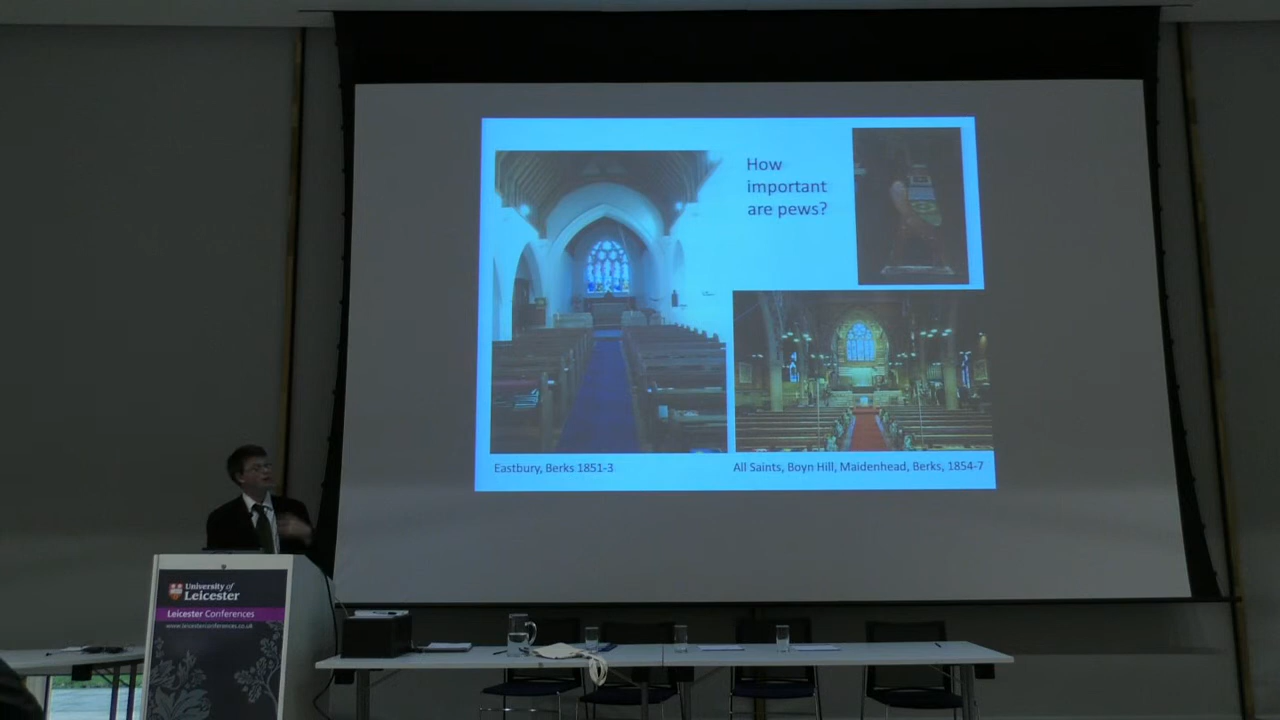 How
important
are pews?
Eastbury, Berks 1851-3
All Saints, Boyn Hill, Maidenhead, Berks, 1854-7
University of
Leicester
Leicester Conferences
www.leicesterconferences.co.uk